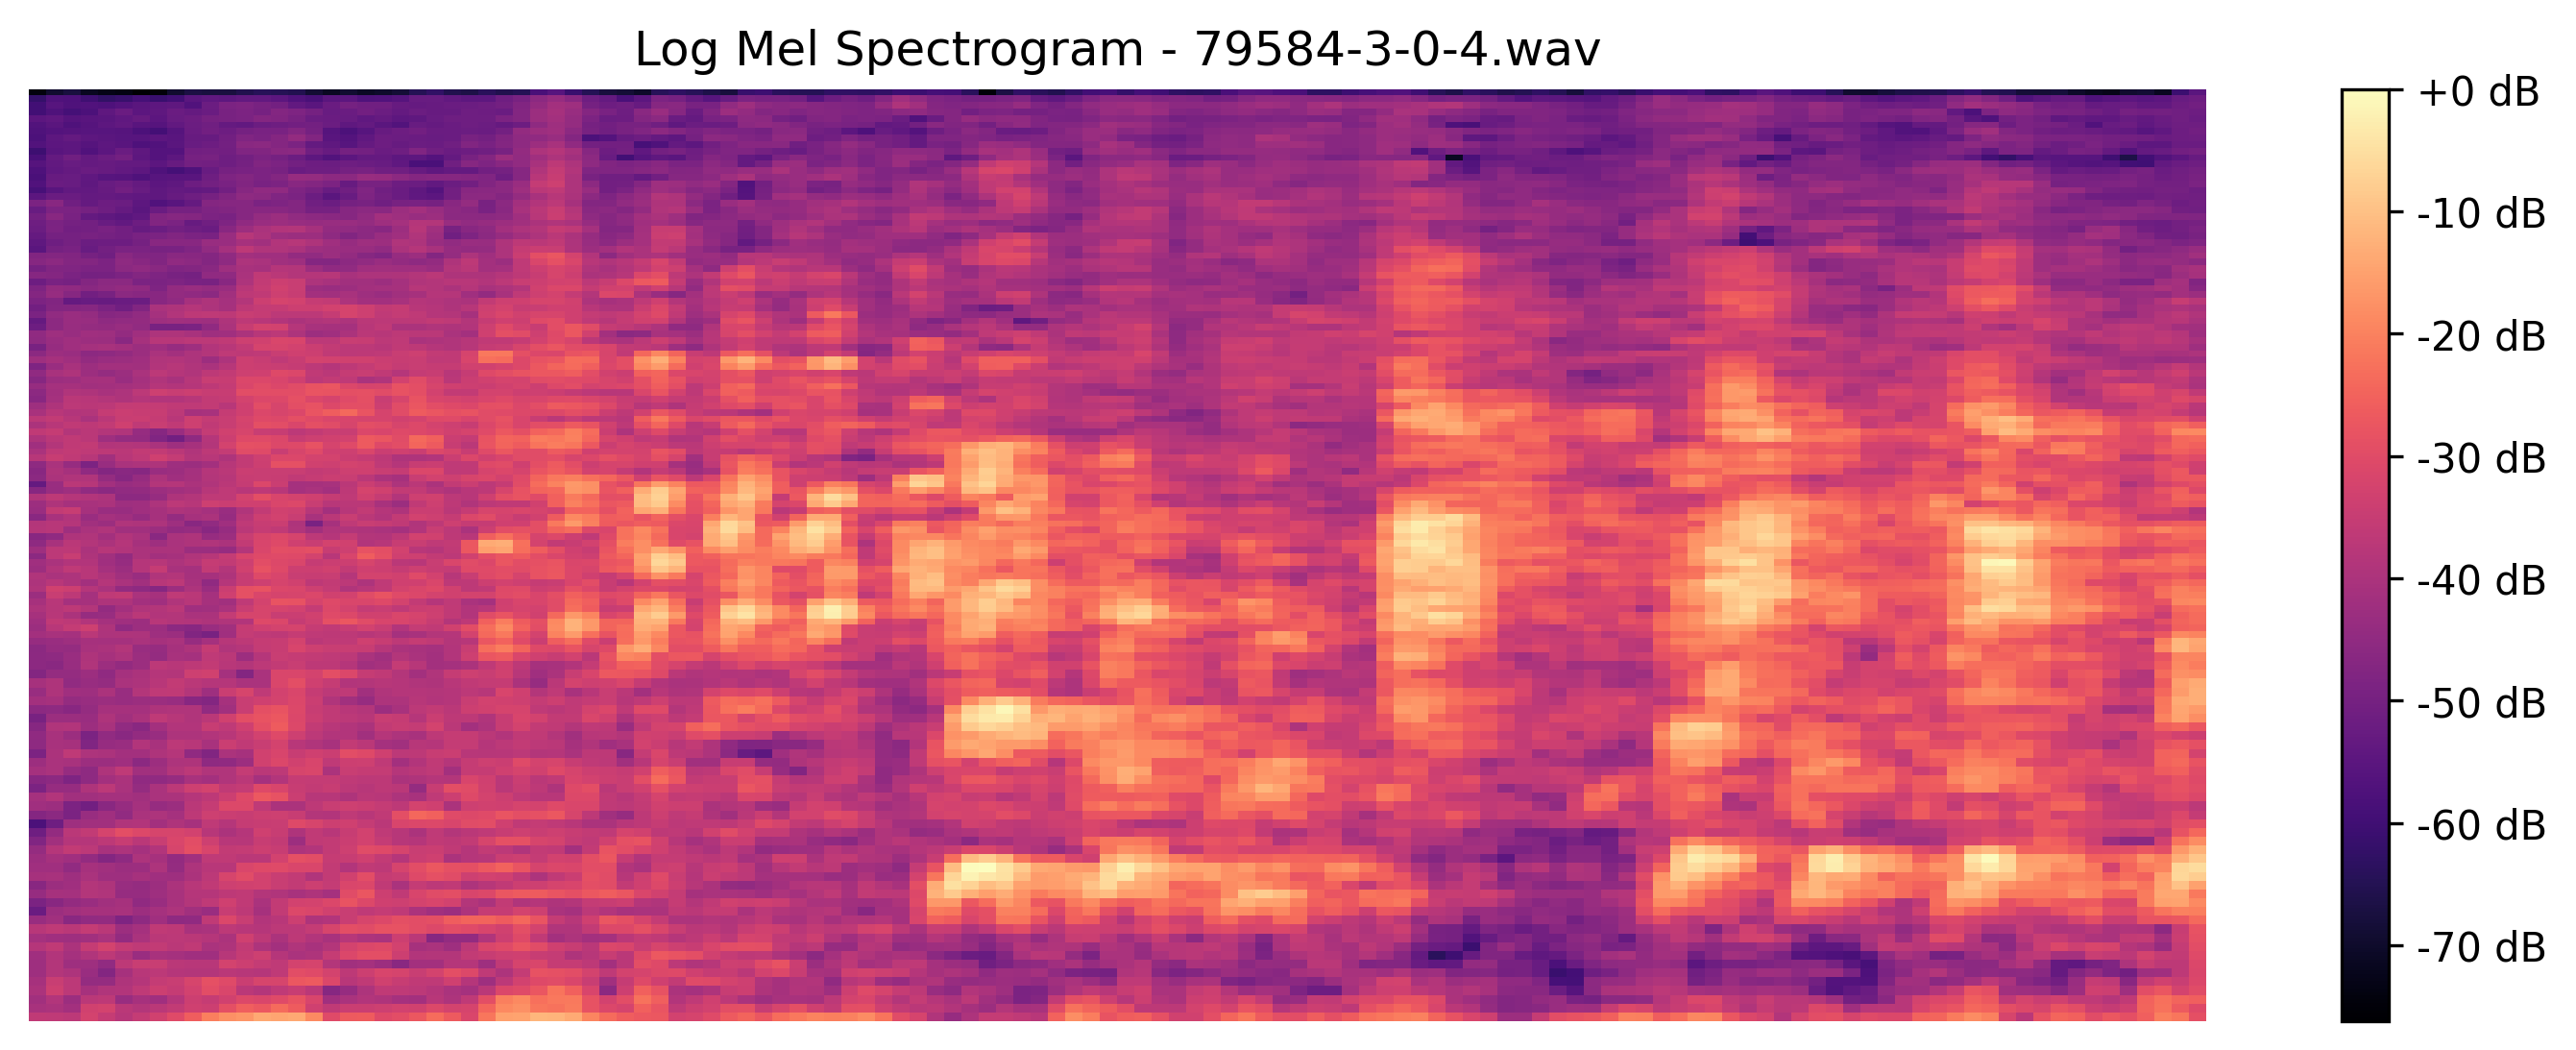 Log Mel Spectrogram - 79584-3-0-4.wav
+0 dB
-10 dB
-20 dB
-30 dB
-40 dB
-50 dB
-60 dB
-70 dB